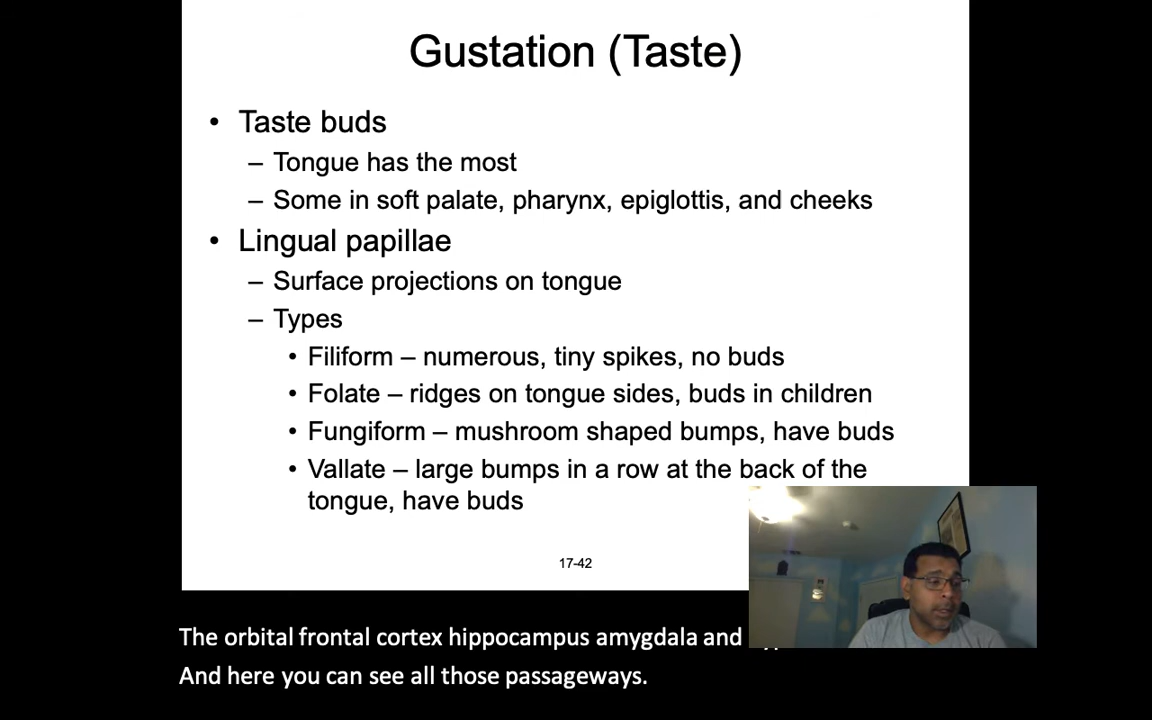 Gustation (Taste)
• Taste buds
– Tongue has the most
– Some in soft palate, pharynx, epiglottis, and cheeks
• Lingual papillae
– Surface projections on tongue
– Types
• Filiform – numerous, tiny spikes, no buds
• Folate – ridges on tongue sides, buds in children
• Fungiform – mushroom shaped bumps, have buds
• Vallate – large bumps in a row at the back of the
tongue, have buds
17-42
The orbital frontal cortex hippocampus amygdala and
And here you can see all those passageways.